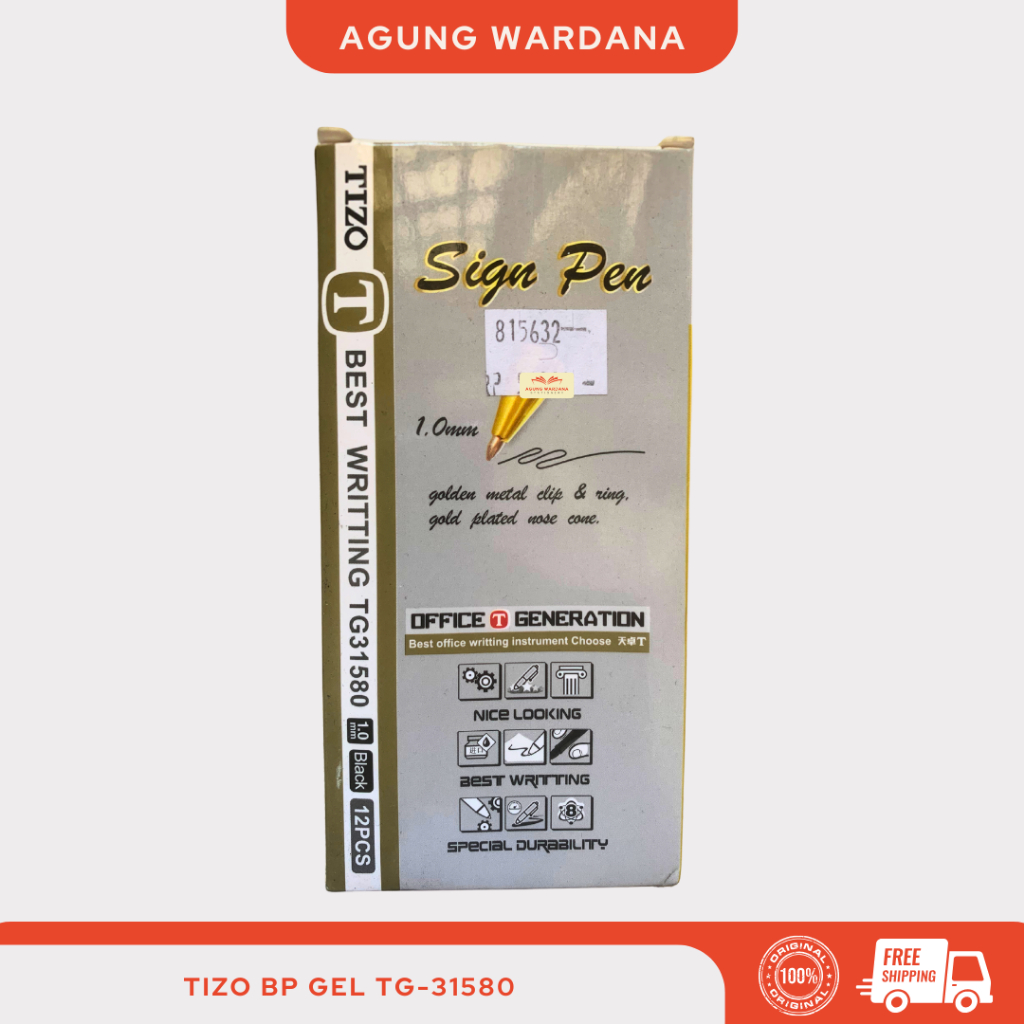 AGUNG WARDANA
TIZO
T
BEST WRITTING TG31580
1.0
mm
Black
12PCS
Sign Pen
815632
AGUNG WARDANA
1.0mm
golden metal clip & ring,
gold plated nose cone.
OFFICE T GENERATION
Best office writting instrument Choose 天卓T
NICE LOOKING
BEST WRITTING
8
SPECIAL DURABILITY
TIZO BP GEL TG-31580
ORIGINAL
100%
ORIGINAL
FREE
SHIPPING